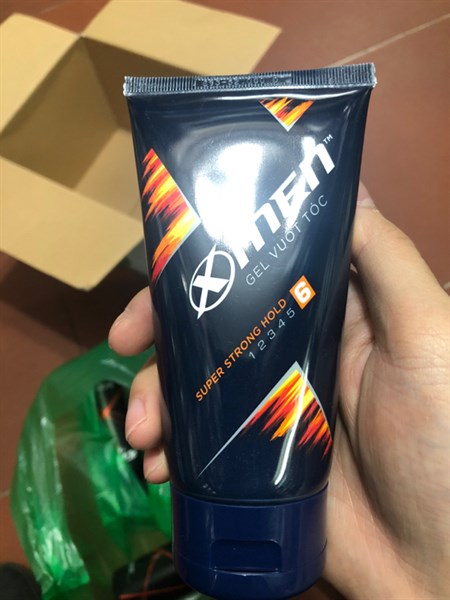 X-Men™
GEL VUỐT TÓC
SUPER STRONG HOLD
1 2 3 4 5 6